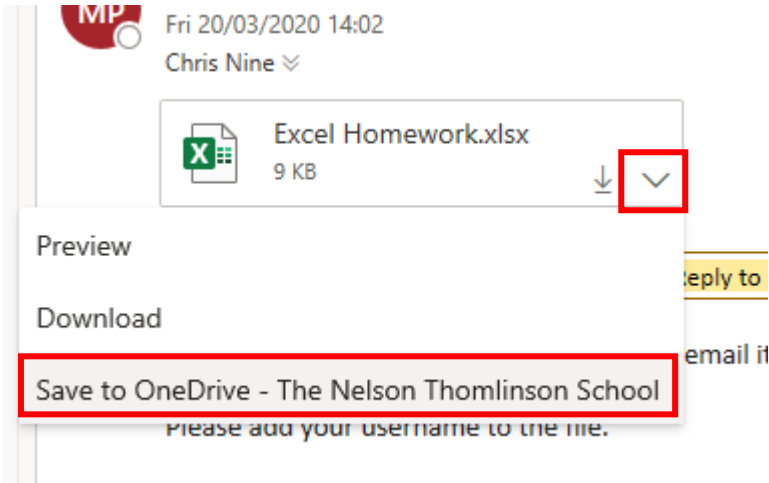 MP
Fri 20/03/2020 14:02
Chris Nine
Excel Homework.xlsx
9 KB
Preview
Reply to
Download
email it
Save to OneDrive - The Nelson Thomlinson School
Please add your username to the file.